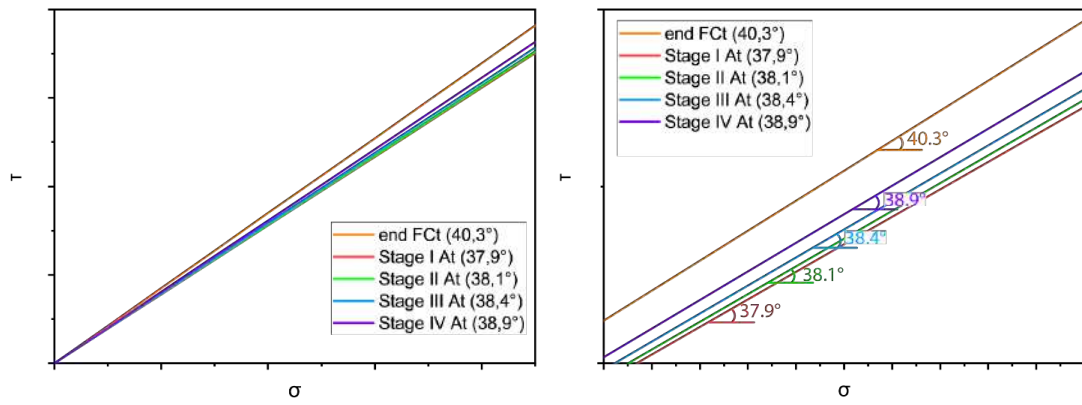 τ
end FCt (40,3°)
Stage I At (37,9°)
Stage II At (38,1°)
Stage III At (38,4°)
Stage IV At (38,9°)
σ
τ
end FCt (40,3°)
Stage I At (37,9°)
Stage II At (38,1°)
Stage III At (38,4°)
Stage IV At (38,9°)
40.3°
38.9°
38.4°
38.1°
37.9°
σ